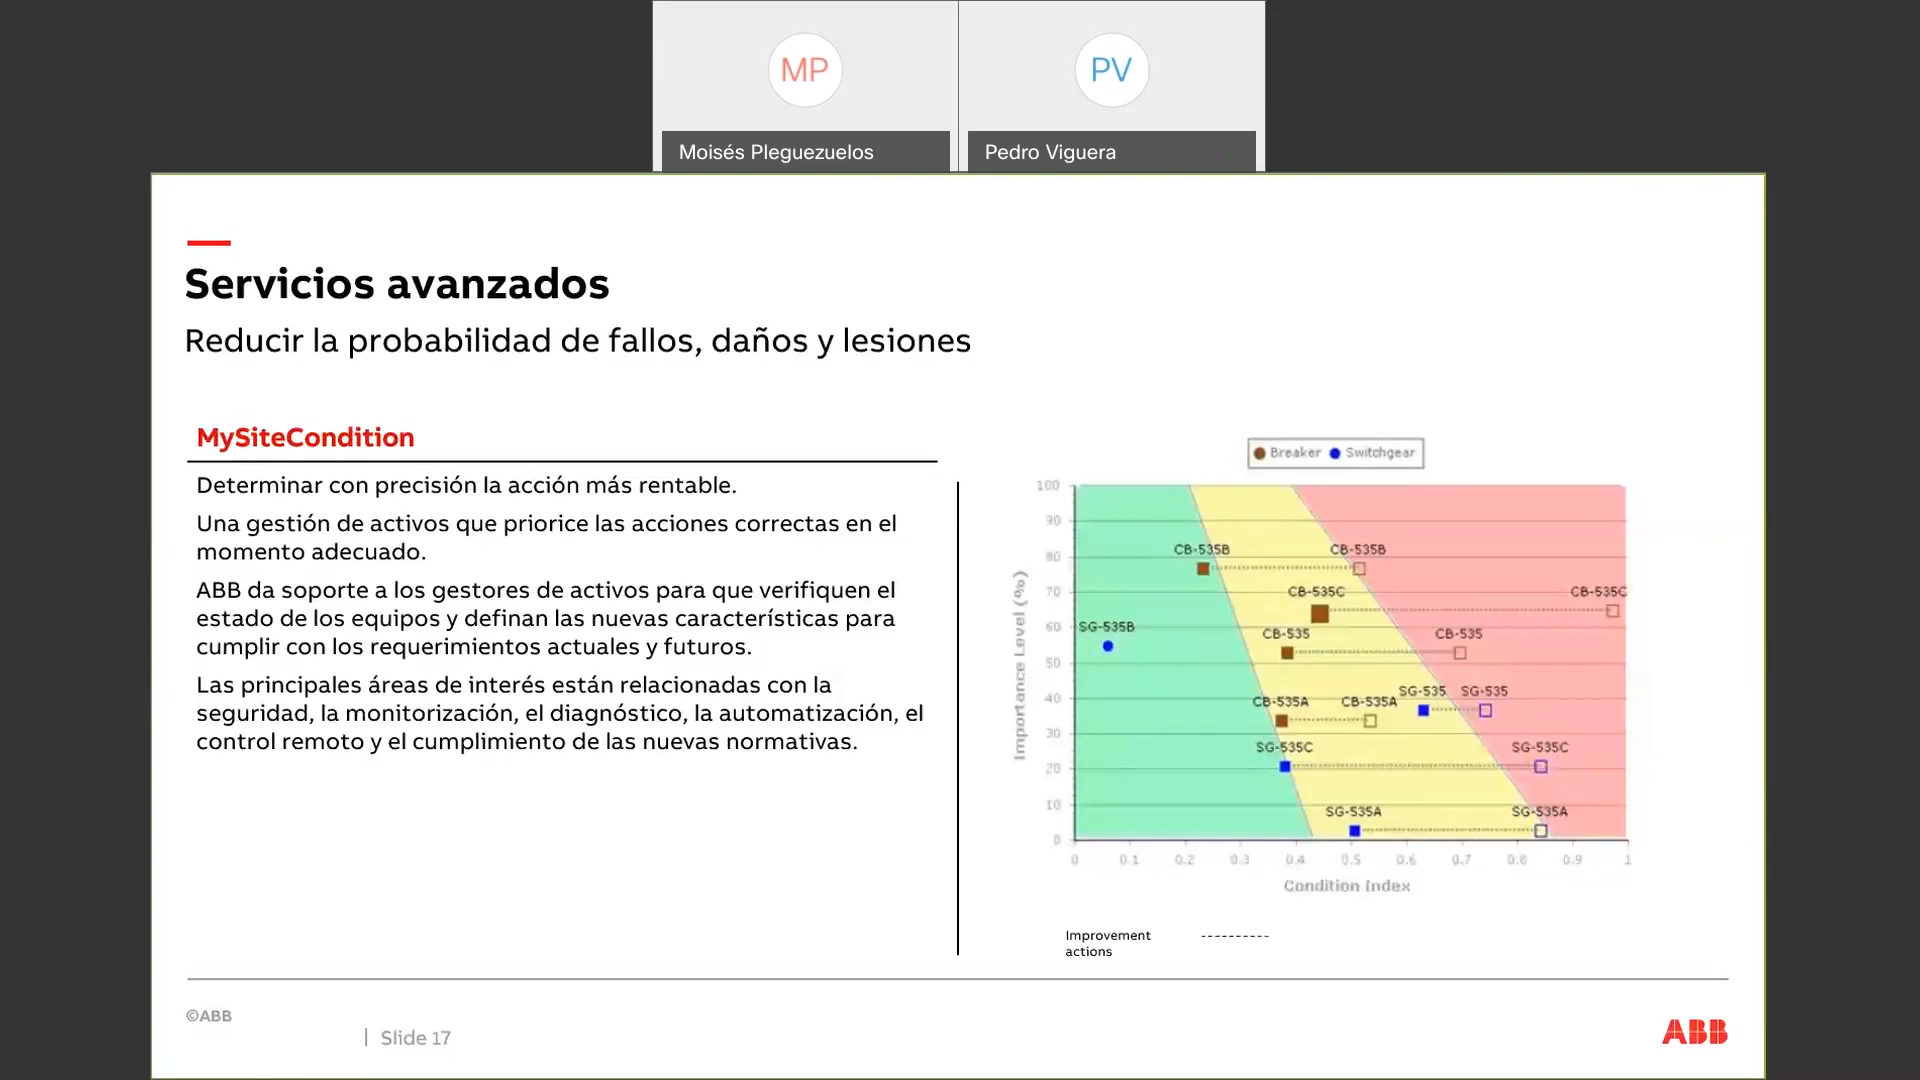 MP
PV
Moisés Pleguezuelos
Pedro Viguera
Servicios avanzados
Reducir la probabilidad de fallos, daños y lesiones
MySiteCondition
Determinar con precisión la acción más rentable.
Una gestión de activos que priorice las acciones correctas en el
momento adecuado.
ABB da soporte a los gestores de activos para que verifiquen el
estado de los equipos y definan las nuevas características para
cumplir con los requerimientos actuales y futuros.
Las principales áreas de interés están relacionadas con la
seguridad, la monitorización, el diagnóstico, la automatización, el
control remoto y el cumplimiento de las nuevas normativas.
Breaker Switchgear
100
90
80
70
60
50
40
30
20
10
0
Importance Level (%)
CB-535B CB-535B
CB-535C CB-535C
SG-535B
CB-535 CB-535
SG-535 SG-535
CB-535A CB-535A
SG-535C SG-535C
SG-535A SG-535A
0 0.1 0.2 0.3 0.4 0.5 0.6 0.7 0.8 0.9 1
Condition Index
Improvement
actions
©ABB
| Slide 17
ABB